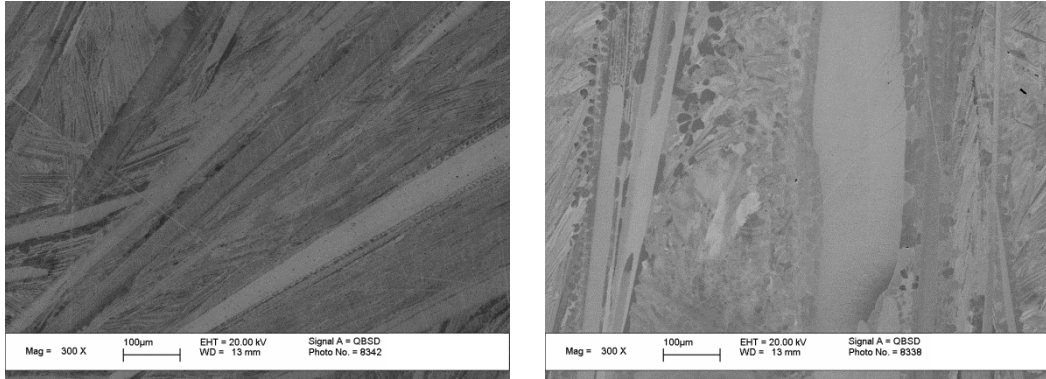 Mag = 300 X
100µm
EHT = 20.00 kV
WD = 13 mm
Signal A = QBSD
Photo No. = 8342
Mag = 300 X
100µm
EHT = 20.00 kV
WD = 13 mm
Signal A = QBSD
Photo No. = 8338